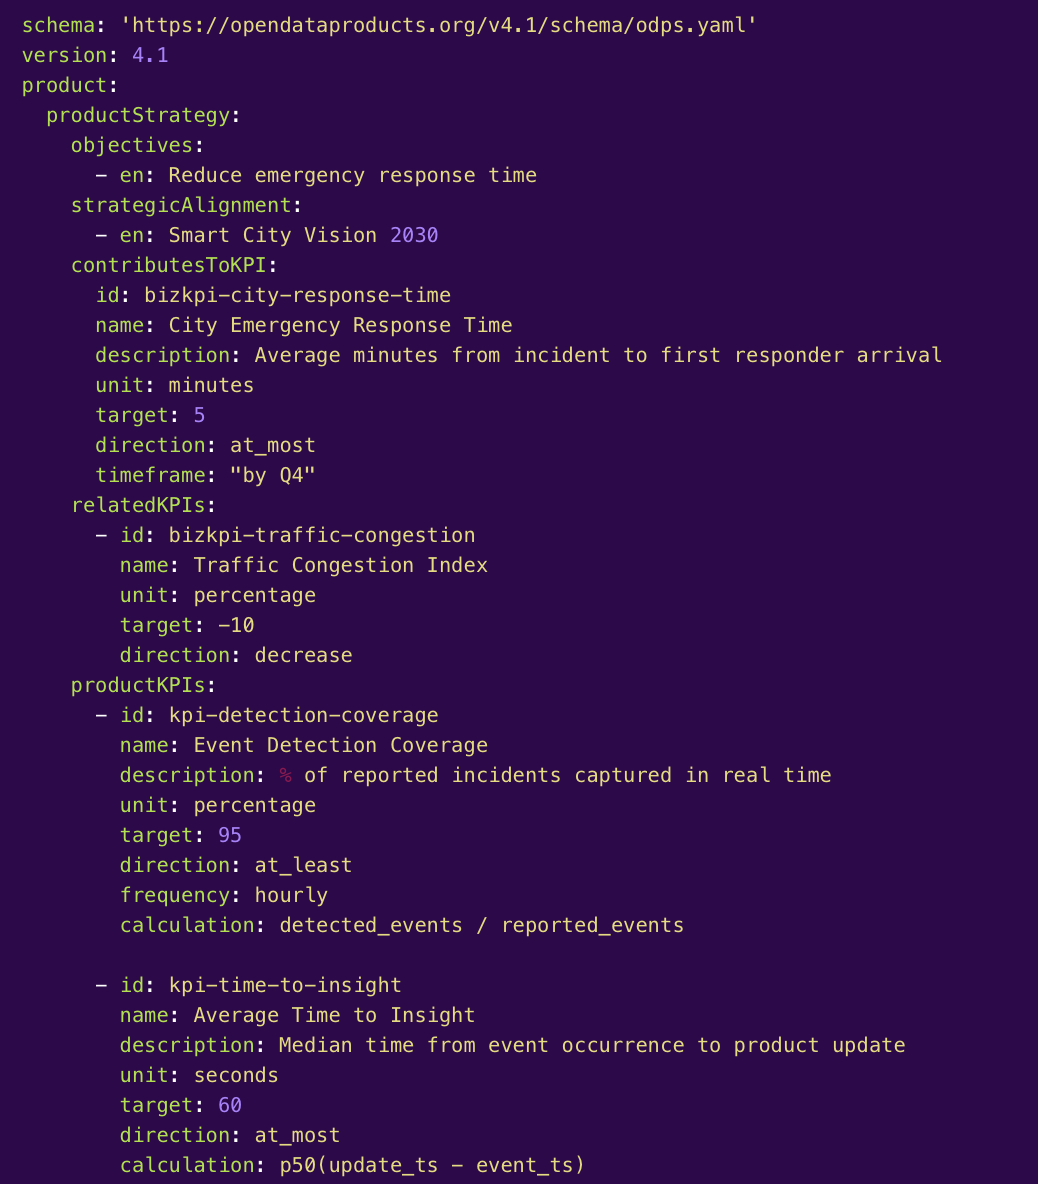 schema: 'https://opendataproducts.org/v4.1/schema/odps.yaml'
version: 4.1
product:
  productStrategy:
    objectives:
      - en: Reduce emergency response time
    strategicAlignment:
      - en: Smart City Vision 2030
    contributesToKPI:
      id: bizkpi-city-response-time
      name: City Emergency Response Time
      description: Average minutes from incident to first responder arrival
      unit: minutes
      target: 5
      direction: at_most
      timeframe: "by Q4"
    relatedKPIs:
      - id: bizkpi-traffic-congestion
        name: Traffic Congestion Index
        unit: percentage
        target: -10
        direction: decrease
    productKPIs:
      - id: kpi-detection-coverage
        name: Event Detection Coverage
        description: % of reported incidents captured in real time
        unit: percentage
        target: 95
        direction: at_least
        frequency: hourly
        calculation: detected_events / reported_events

      - id: kpi-time-to-insight
        name: Average Time to Insight
        description: Median time from event occurrence to product update
        unit: seconds
        target: 60
        direction: at_most
        calculation: p50(update_ts - event_ts)